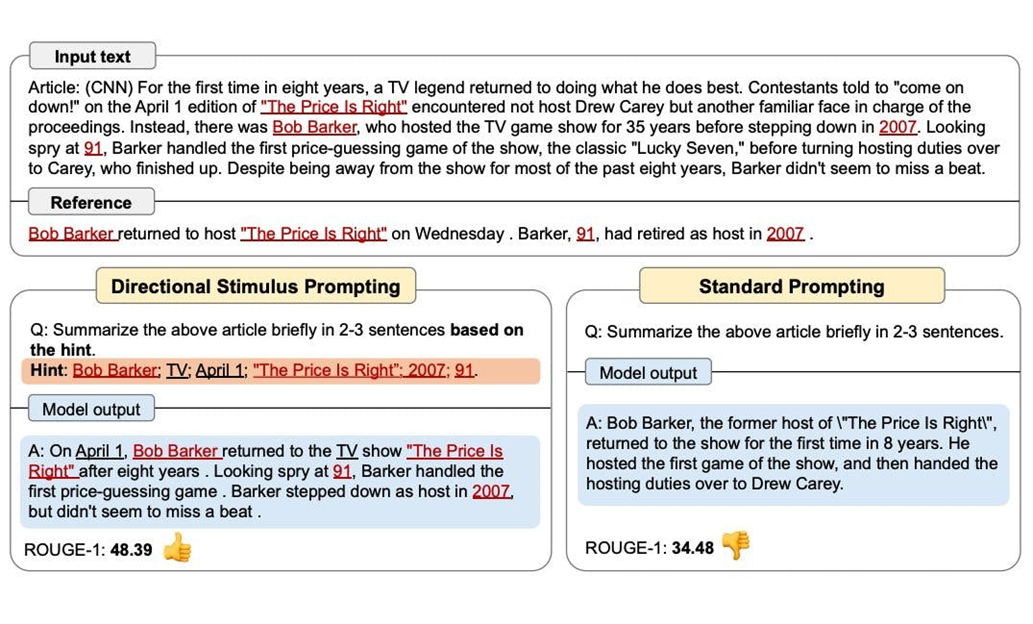 Input text
Article: (CNN) For the first time in eight years, a TV legend returned to doing what he does best. Contestants told to "come on
down!" on the April 1 edition of "The Price Is Right" encountered not host Drew Carey but another familiar face in charge of the
proceedings. Instead, there was Bob Barker, who hosted the TV game show for 35 years before stepping down in 2007. Looking
spry at 91, Barker handled the first price-guessing game of the show, the classic "Lucky Seven," before turning hosting duties over
to Carey, who finished up. Despite being away from the show for most of the past eight years, Barker didn't seem to miss a beat.
Reference
Bob Barker returned to host "The Price Is Right" on Wednesday . Barker, 91, had retired as host in 2007 .
Directional Stimulus Prompting
Q: Summarize the above article briefly in 2-3 sentences based on
the hint.
Hint: Bob Barker; TV; April 1; "The Price Is Right"; 2007; 91.
Model output
A: On April 1, Bob Barker returned to the TV show "The Price Is
Right" after eight years . Looking spry at 91, Barker handled the
first price-guessing game . Barker stepped down as host in 2007,
but didn't seem to miss a beat .
ROUGE-1: 48.39
Standard Prompting
Q: Summarize the above article briefly in 2-3 sentences.
Model output
A: Bob Barker, the former host of \"The Price Is Right\",
returned to the show for the first time in 8 years. He
hosted the first game of the show, and then handed the
hosting duties over to Drew Carey.
ROUGE-1: 34.48